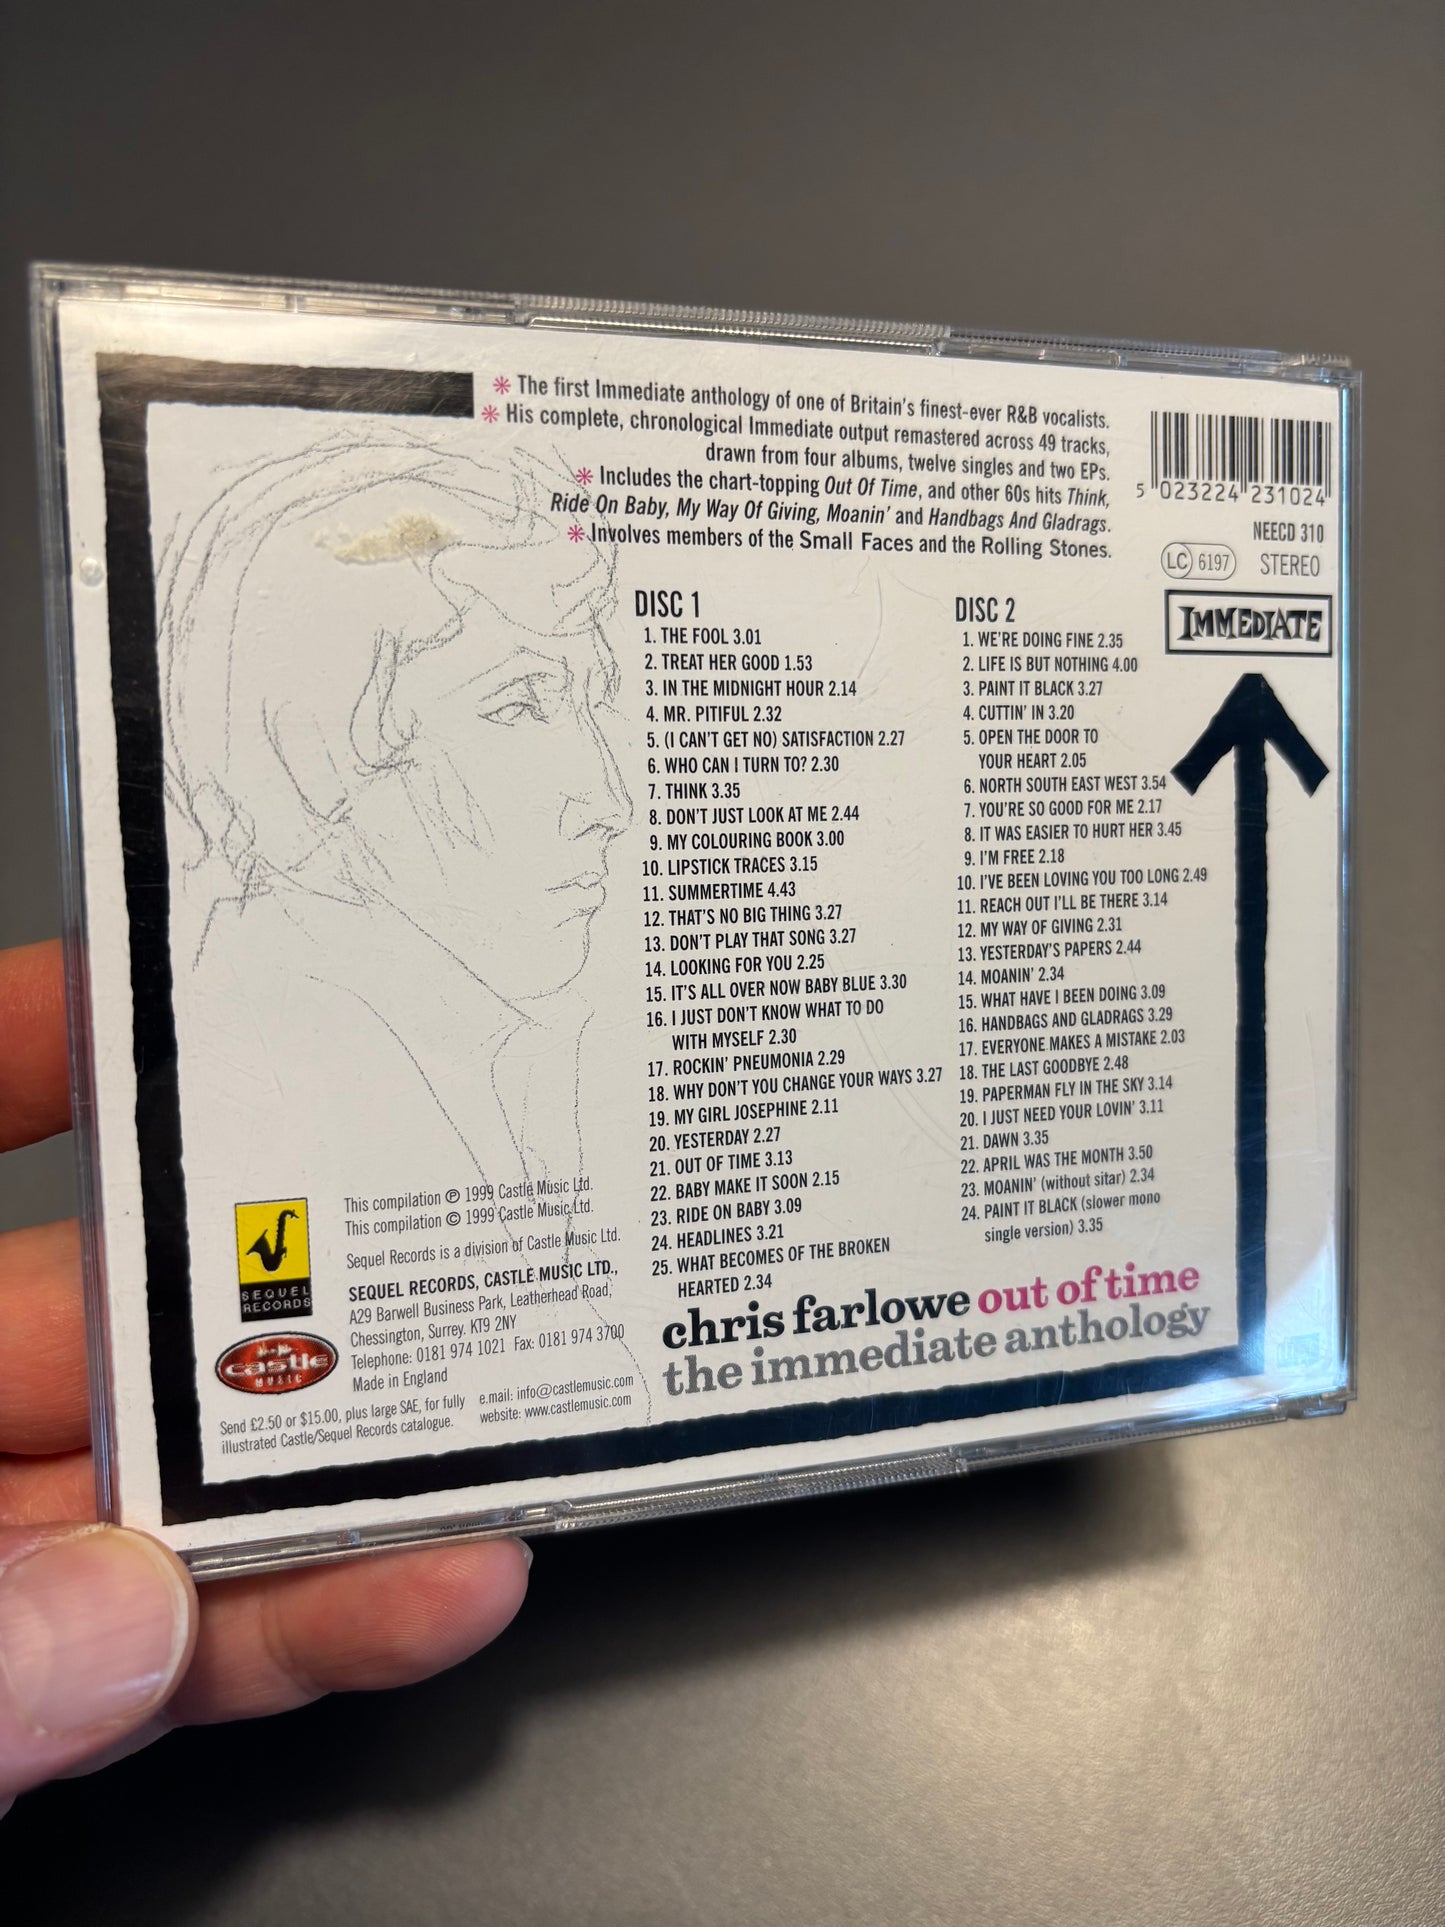 ✳ The first Immediate anthology of one of Britain's finest-ever R&B vocalists.
✳ His complete, chronological Immediate output remastered across 49 tracks,
drawn from four albums, twelve singles and two EPs.
✳ Includes the chart-topping Out Of Time, and other 60s hits Think,
Ride On Baby, My Way Of Giving, Moanin' and Handbags And Gladrags.
✳ Involves members of the Small Faces and the Rolling Stones.
5 023224 231024
NEECD 310
LC 6197 STEREO
IMMEDIATE
DISC 1
1. THE FOOL 3.01
2. TREAT HER GOOD 1.53
3. IN THE MIDNIGHT HOUR 2.14
4. MR. PITIFUL 2.32
5. (I CAN'T GET NO) SATISFACTION 2.27
6. WHO CAN I TURN TO? 2.30
7. THINK 3.35
8. DON'T JUST LOOK AT ME 2.44
9. MY COLOURING BOOK 3.00
10. LIPSTICK TRACES 3.15
11. SUMMERTIME 4.43
12. THAT'S NO BIG THING 3.27
13. DON'T PLAY THAT SONG 3.27
14. LOOKING FOR YOU 2.25
15. IT'S ALL OVER NOW BABY BLUE 3.30
16. I JUST DON'T KNOW WHAT TO DO
WITH MYSELF 2.30
17. ROCKIN' PNEUMONIA 2.29
18. WHY DON'T YOU CHANGE YOUR WAYS 3.27
19. MY GIRL JOSEPHINE 2.11
20. YESTERDAY 2.27
21. OUT OF TIME 3.13
22. BABY MAKE IT SOON 2.15
23. RIDE ON BABY 3.09
24. HEADLINES 3.21
25. WHAT BECOMES OF THE BROKEN
HEARTED 2.34
DISC 2
1. WE'RE DOING FINE 2.35
2. LIFE IS BUT NOTHING 4.00
3. PAINT IT BLACK 3.27
4. CUTTIN' IN 3.20
5. OPEN THE DOOR TO
YOUR HEART 2.05
6. NORTH SOUTH EAST WEST 3.54
7. YOU'RE SO GOOD FOR ME 2.17
8. IT WAS EASIER TO HURT HER 3.45
9. I'M FREE 2.18
10. I'VE BEEN LOVING YOU TOO LONG 2.49
11. REACH OUT I'LL BE THERE 3.14
12. MY WAY OF GIVING 2.31
13. YESTERDAY'S PAPERS 2.44
14. MOANIN' 2.34
15. WHAT HAVE I BEEN DOING 3.09
16. HANDBAGS AND GLADRAGS 3.29
17. EVERYONE MAKES A MISTAKE 2.03
18. THE LAST GOODBYE 2.48
19. PAPERMAN FLY IN THE SKY 3.14
20. I JUST NEED YOUR LOVIN' 3.11
21. DAWN 3.35
22. APRIL WAS THE MONTH 3.50
23. MOANIN' (without sitar) 2.34
24. PAINT IT BLACK (slower mono
single version) 3.35
chris farlowe out of time
the immediate anthology
This compilation ℗ 1999 Castle Music Ltd.
This compilation © 1999 Castle Music Ltd.
Sequel Records is a division of Castle Music Ltd.
SEQUEL RECORDS, CASTLE MUSIC LTD.,
A29 Barwell Business Park, Leatherhead Road,
Chessington, Surrey. KT9 2NY
Telephone: 0181 974 1021 Fax: 0181 974 3700
Made in England
SEQUEL
RECORDS
castle
MUSIC
Send £2.50 or $15.00, plus large SAE, for fully
illustrated Castle/Sequel Records catalogue.
e.mail: info@castlemusic.com
website: www.castlemusic.com